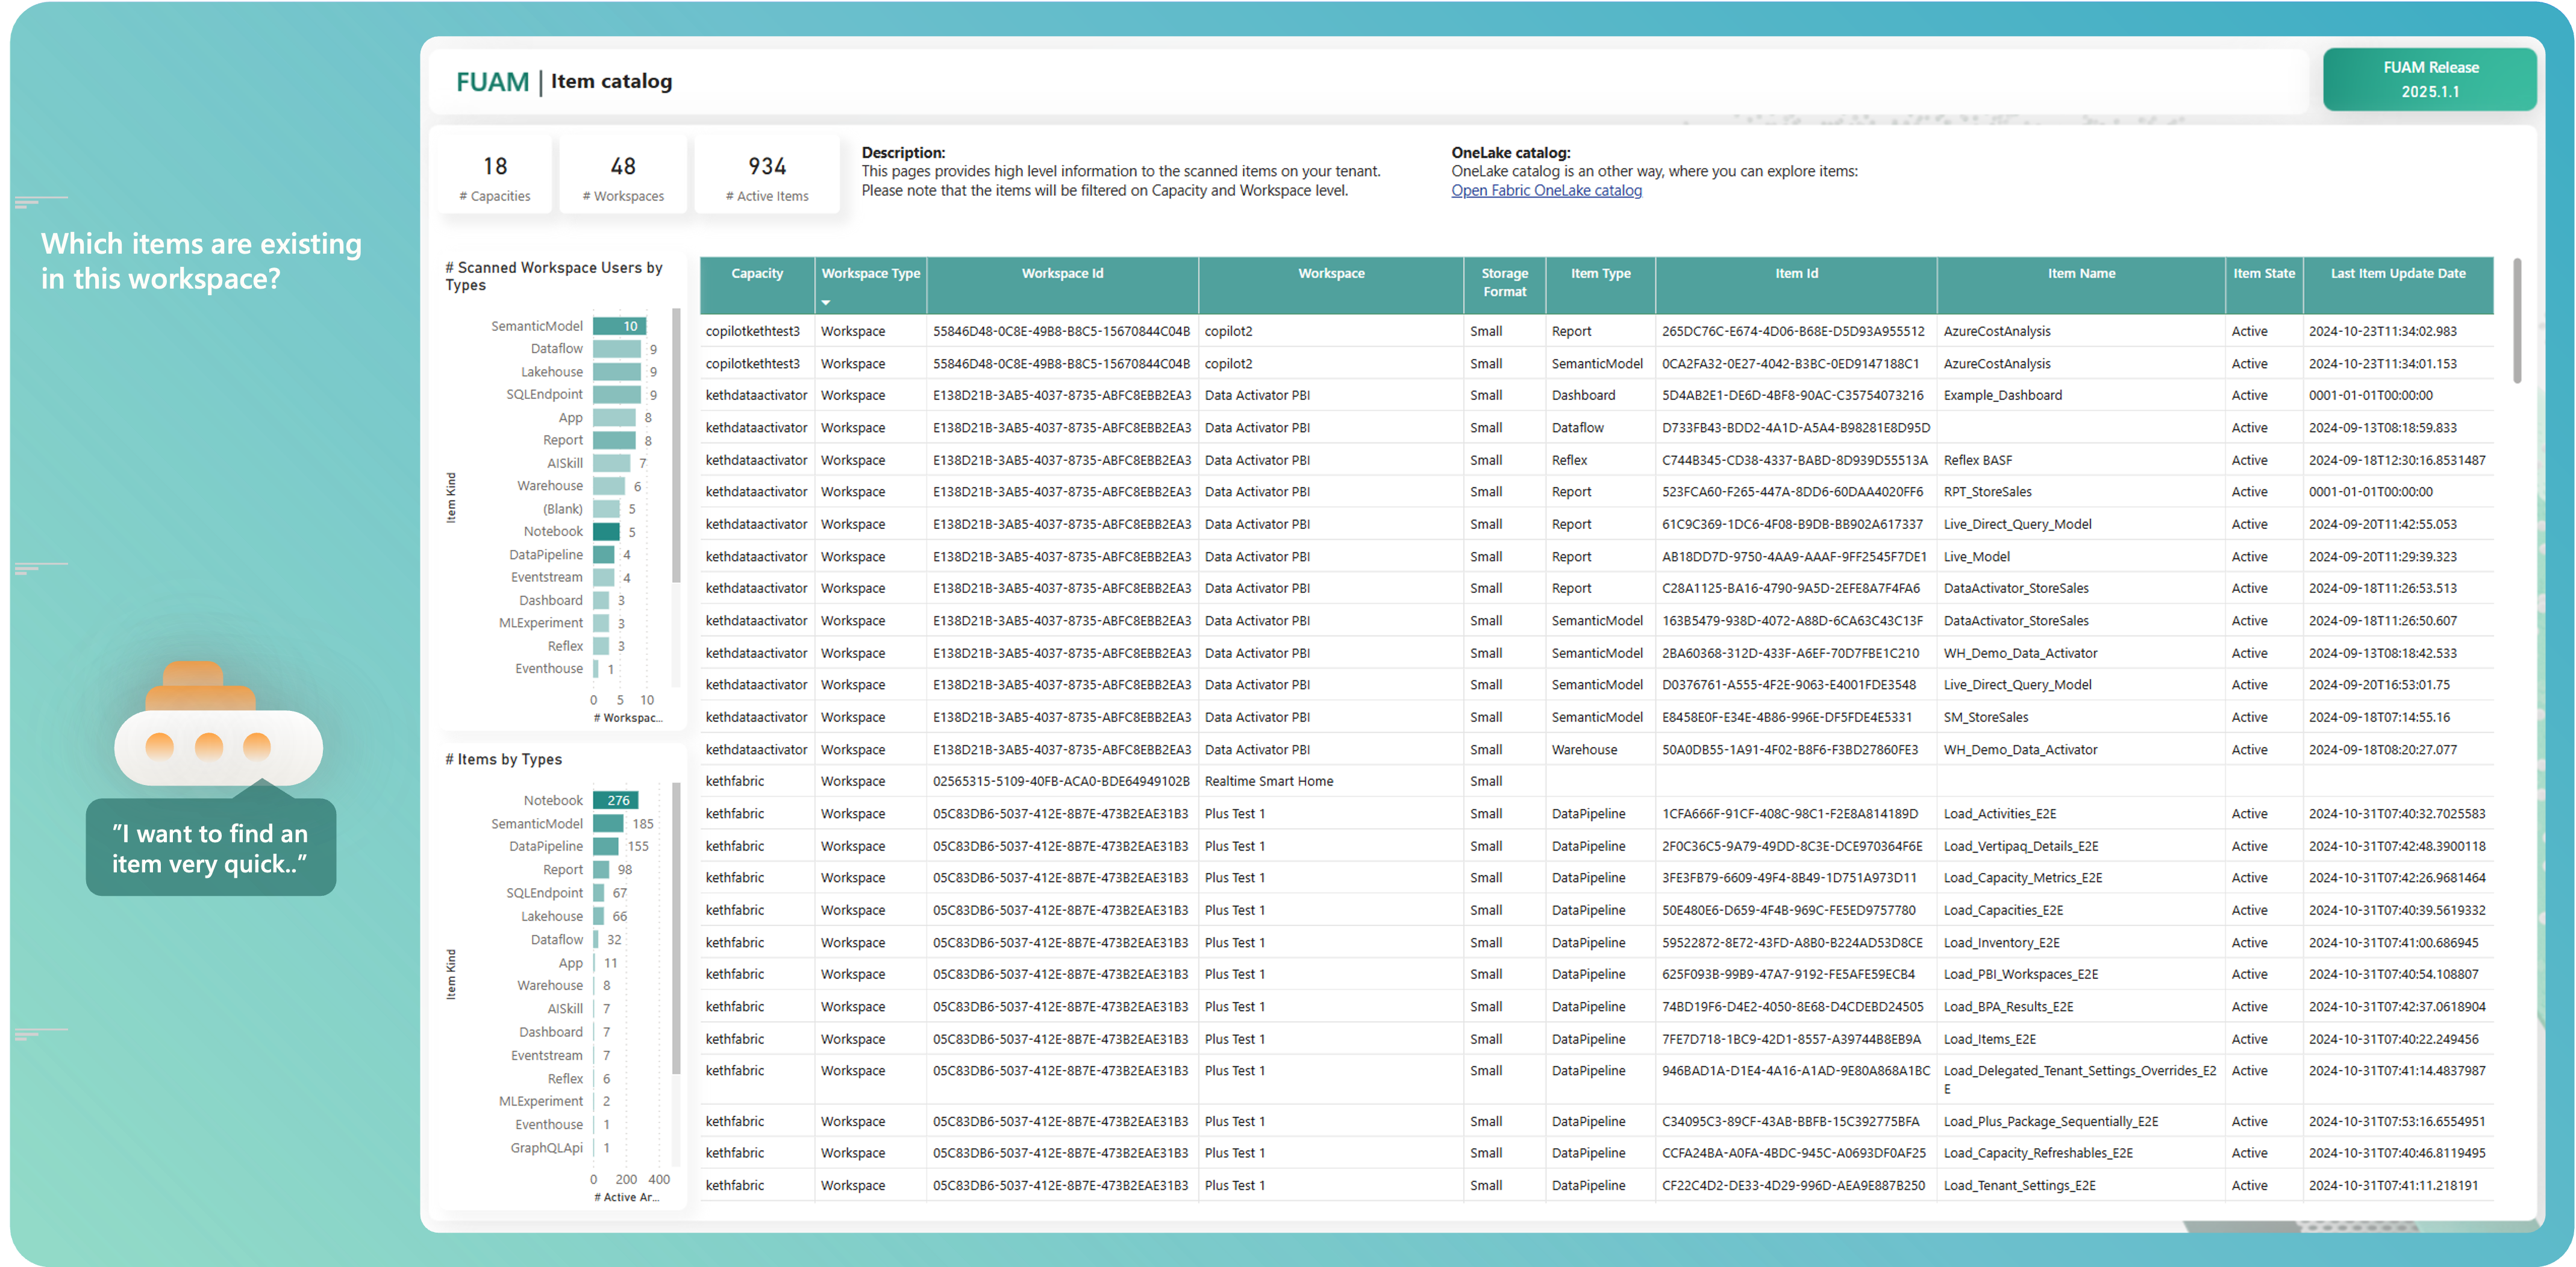 Which items are existing
in this workspace?
"I want to find an
item very quick.."
FUAM | Item catalog
FUAM Release
2025.1.1
18
# Capacities
48
# Workspaces
934
# Active Items
Description:
This pages provides high level information to the scanned items on your tenant.
Please note that the items will be filtered on Capacity and Workspace level.
OneLake catalog:
OneLake catalog is an other way, where you can explore items:
Open Fabric OneLake catalog
# Scanned Workspace Users by
Types
Item Kind
SemanticModel 10
Dataflow 9
Lakehouse 9
SQLEndpoint 9
App 8
Report 8
AISkill 7
Warehouse 6
(Blank) 5
Notebook 5
DataPipeline 4
Eventstream 4
Dashboard 3
MLExperiment 3
Reflex 3
Eventhouse 1
0 5 10
# Workspac...
# Items by Types
Item Kind
Notebook 276
SemanticModel 185
DataPipeline 155
Report 98
SQLEndpoint 67
Lakehouse 66
Dataflow 32
App 11
Warehouse 8
AISkill 7
Dashboard 7
Eventstream 7
Reflex 6
MLExperiment 2
Eventhouse 1
GraphQLApi 1
0 200 400
# Active Ar...
Capacity Workspace Type Workspace Id Workspace Storage Format Item Type Item Id Item Name Item State Last Item Update Date
copilotkethtest3 Workspace 55846D48-0C8E-49B8-B8C5-15670844C04B copilot2 Small Report 265DC76C-E674-4D06-B68E-D5D93A955512 AzureCostAnalysis Active 2024-10-23T11:34:02.983
copilotkethtest3 Workspace 55846D48-0C8E-49B8-B8C5-15670844C04B copilot2 Small SemanticModel 0CA2FA32-0E27-4042-B3BC-0ED9147188C1 AzureCostAnalysis Active 2024-10-23T11:34:01.153
kethdataactivator Workspace E138D21B-3AB5-4037-8735-ABFC8EBB2EA3 Data Activator PBI Small Dashboard 5D4AB2E1-DE6D-4BF8-90AC-C35754073216 Example_Dashboard Active 0001-01-01T00:00:00
kethdataactivator Workspace E138D21B-3AB5-4037-8735-ABFC8EBB2EA3 Data Activator PBI Small Dataflow D733FB43-BDD2-4A1D-A5A4-B98281E8D95D Active 2024-09-13T08:18:59.833
kethdataactivator Workspace E138D21B-3AB5-4037-8735-ABFC8EBB2EA3 Data Activator PBI Small Reflex C744B345-CD38-4337-BABD-8D939D55513A Reflex BASF Active 2024-09-18T12:30:16.8531487
kethdataactivator Workspace E138D21B-3AB5-4037-8735-ABFC8EBB2EA3 Data Activator PBI Small Report 523FCA60-F265-447A-8DD6-60DAA4020FF6 RPT_StoreSales Active 0001-01-01T00:00:00
kethdataactivator Workspace E138D21B-3AB5-4037-8735-ABFC8EBB2EA3 Data Activator PBI Small Report 61C9C369-1DC6-4F08-B9DB-BB902A617337 Live_Direct_Query_Model Active 2024-09-20T11:42:55.053
kethdataactivator Workspace E138D21B-3AB5-4037-8735-ABFC8EBB2EA3 Data Activator PBI Small Report AB18DD7D-9750-4AA9-AAAF-9FF2545F7DE1 Live_Model Active 2024-09-20T11:29:39.323
kethdataactivator Workspace E138D21B-3AB5-4037-8735-ABFC8EBB2EA3 Data Activator PBI Small Report C28A1125-BA16-4790-9A5D-2EFE8A7F4FA6 DataActivator_StoreSales Active 2024-09-18T11:26:53.513
kethdataactivator Workspace E138D21B-3AB5-4037-8735-ABFC8EBB2EA3 Data Activator PBI Small SemanticModel 163B5479-938D-4072-A88D-6CA63C43C13F DataActivator_StoreSales Active 2024-09-18T11:26:50.607
kethdataactivator Workspace E138D21B-3AB5-4037-8735-ABFC8EBB2EA3 Data Activator PBI Small SemanticModel 2BA60368-312D-433F-A6EF-70D7FBE1C210 WH_Demo_Data_Activator Active 2024-09-13T08:18:42.533
kethdataactivator Workspace E138D21B-3AB5-4037-8735-ABFC8EBB2EA3 Data Activator PBI Small SemanticModel D0376761-A555-4F2E-9063-E4001FDE3548 Live_Direct_Query_Model Active 2024-09-20T16:53:01.75
kethdataactivator Workspace E138D21B-3AB5-4037-8735-ABFC8EBB2EA3 Data Activator PBI Small SemanticModel E8458E0F-E34E-4B86-996E-DF5FDE4E5331 SM_StoreSales Active 2024-09-18T07:14:55.16
kethdataactivator Workspace E138D21B-3AB5-4037-8735-ABFC8EBB2EA3 Data Activator PBI Small Warehouse 50A0DB55-1A91-4F02-B8F6-F3BD27860FE3 WH_Demo_Data_Activator Active 2024-09-18T08:20:27.077
kethfabric Workspace 02565315-5109-40FB-ACA0-BDE64949102B Realtime Smart Home Small
kethfabric Workspace 05C83DB6-5037-412E-8B7E-473B2EAE31B3 Plus Test 1 Small DataPipeline 1CFA666F-91CF-408C-98C1-F2E8A814189D Load_Activities_E2E Active 2024-10-31T07:40:32.7025583
kethfabric Workspace 05C83DB6-5037-412E-8B7E-473B2EAE31B3 Plus Test 1 Small DataPipeline 2F0C36C5-9A79-49DD-8C3E-DCE970364F6E Load_Vertipaq_Details_E2E Active 2024-10-31T07:42:48.3900118
kethfabric Workspace 05C83DB6-5037-412E-8B7E-473B2EAE31B3 Plus Test 1 Small DataPipeline 3FE3FB79-6609-49F4-8B49-1D751A973D11 Load_Capacity_Metrics_E2E Active 2024-10-31T07:42:26.9681464
kethfabric Workspace 05C83DB6-5037-412E-8B7E-473B2EAE31B3 Plus Test 1 Small DataPipeline 50E480E6-D659-4F4B-969C-FE5ED9757780 Load_Capacities_E2E Active 2024-10-31T07:40:39.5619332
kethfabric Workspace 05C83DB6-5037-412E-8B7E-473B2EAE31B3 Plus Test 1 Small DataPipeline 59522872-8E72-43FD-A8B0-B224AD53D8CE Load_Inventory_E2E Active 2024-10-31T07:41:00.686945
kethfabric Workspace 05C83DB6-5037-412E-8B7E-473B2EAE31B3 Plus Test 1 Small DataPipeline 625F093B-99B9-47A7-9192-FE5AFE59ECB4 Load_PBI_Workspaces_E2E Active 2024-10-31T07:40:54.108807
kethfabric Workspace 05C83DB6-5037-412E-8B7E-473B2EAE31B3 Plus Test 1 Small DataPipeline 74BD19F6-D4E2-4050-8E68-D4CDEBD24505 Load_BPA_Results_E2E Active 2024-10-31T07:42:37.0618904
kethfabric Workspace 05C83DB6-5037-412E-8B7E-473B2EAE31B3 Plus Test 1 Small DataPipeline 7FE7D718-1BC9-42D1-8557-A39744B8EB9A Load_Items_E2E Active 2024-10-31T07:40:22.249456
kethfabric Workspace 05C83DB6-5037-412E-8B7E-473B2EAE31B3 Plus Test 1 Small DataPipeline 946BAD1A-D1E4-4A16-A1AD-9E80A868A1BC Load_Delegated_Tenant_Settings_Overrides_E2 Active 2024-10-31T07:41:14.4837987
E
kethfabric Workspace 05C83DB6-5037-412E-8B7E-473B2EAE31B3 Plus Test 1 Small DataPipeline C34095C3-89CF-43AB-BBFB-15C392775BFA Load_Plus_Package_Sequentially_E2E Active 2024-10-31T07:53:16.6554951
kethfabric Workspace 05C83DB6-5037-412E-8B7E-473B2EAE31B3 Plus Test 1 Small DataPipeline CCFA24BA-A0FA-4BDC-945C-A0693DF0AF25 Load_Capacity_Refreshables_E2E Active 2024-10-31T07:40:46.8119495
kethfabric Workspace 05C83DB6-5037-412E-8B7E-473B2EAE31B3 Plus Test 1 Small DataPipeline CF22C4D2-DE33-4D29-996D-AEA9E887B250 Load_Tenant_Settings_E2E Active 2024-10-31T07:41:11.218191